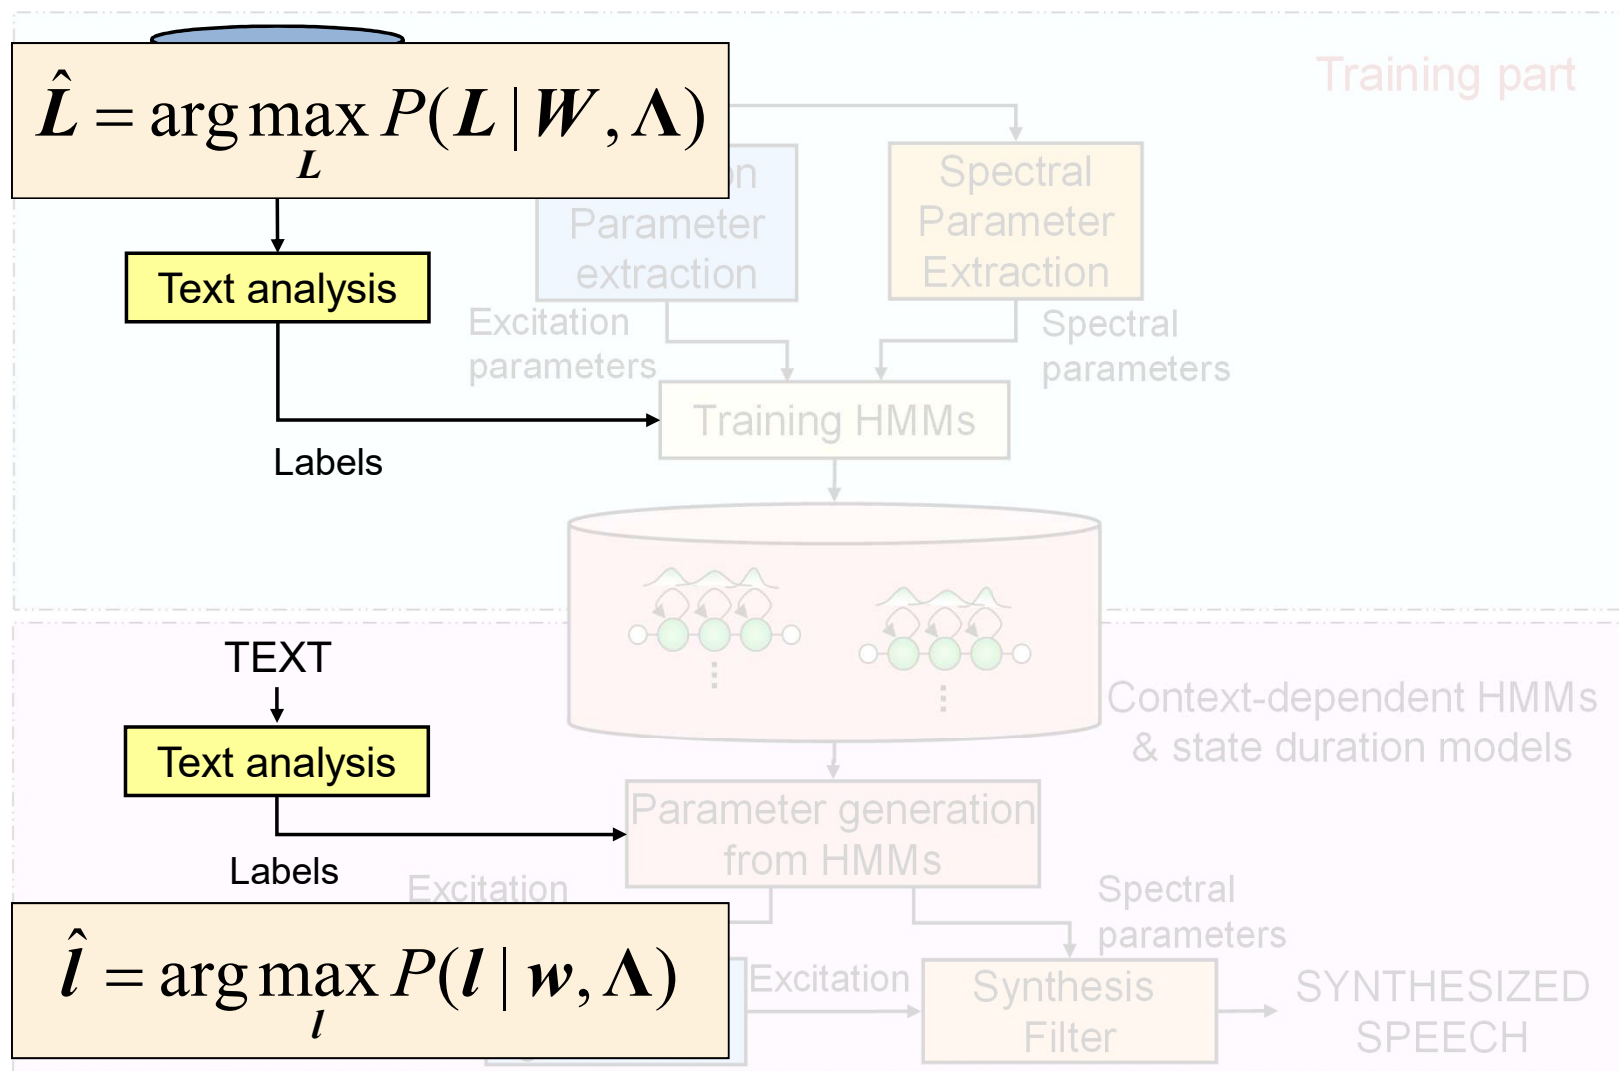 Training part
L̂ = arg max P(L | W, Λ)
L
Parameter
extraction
Spectral
Parameter
Extraction
Text analysis
Excitation
parameters
Spectral
parameters
Training HMMs
Labels
TEXT
Text analysis
Context-dependent HMMs
& state duration models
Parameter generation
from HMMs
Labels
Excitation
Spectral
parameters
l̂ = arg max P(l | w, Λ)
l
Excitation
Synthesis
Filter
SYNTHESIZED
SPEECH